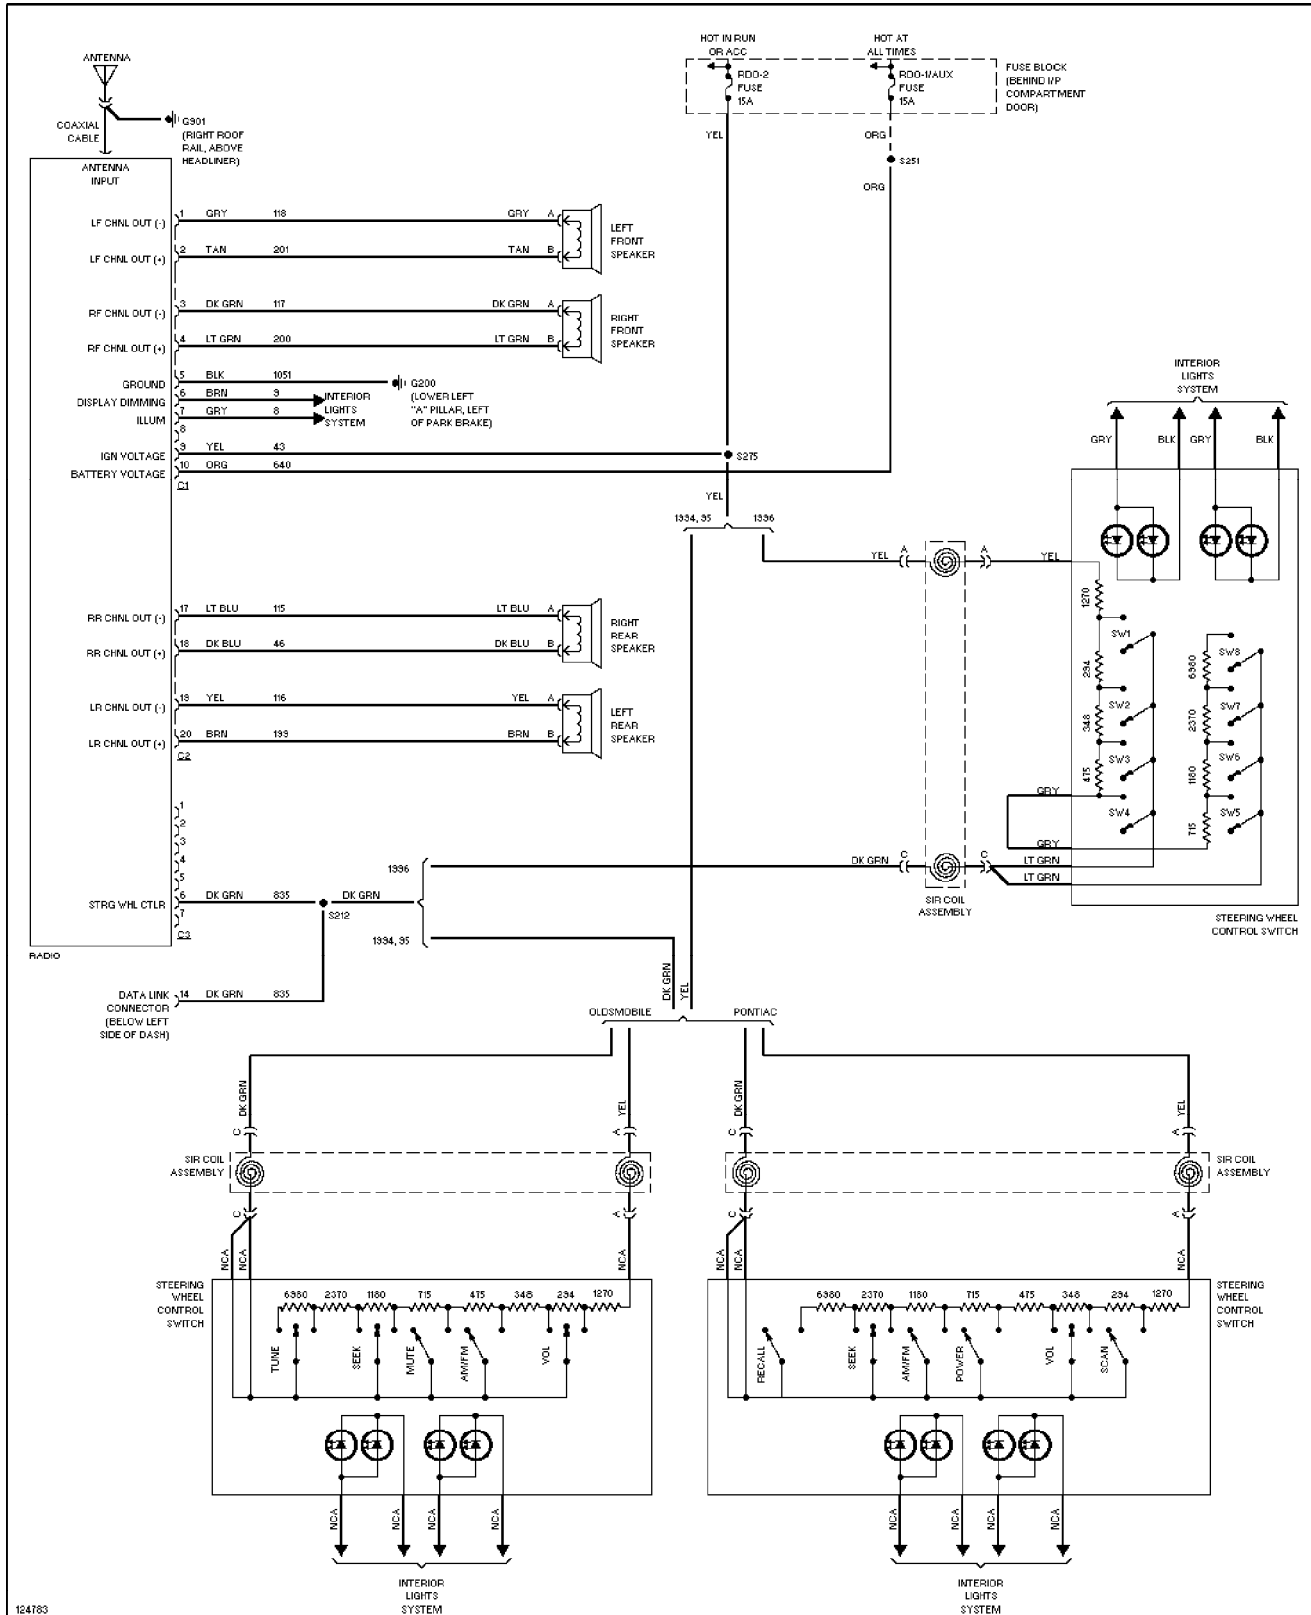 HOT IN RUN
OR ACC
HOT AT
ALL TIMES
RDO-2
FUSE
15A
RDO-1/AUX
FUSE
15A
FUSE BLOCK
(BEHIND I/P
COMPARTMENT
DOOR)
YEL
ORG
S251
ORG
ANTENNA
COAXIAL
CABLE
G901
(RIGHT ROOF
RAIL, ABOVE
HEADLINER)
ANTENNA
INPUT
LF CHNL OUT (-) 1 GRY 118 GRY A
LF CHNL OUT (+) 2 TAN 201 TAN B
LEFT
FRONT
SPEAKER
RF CHNL OUT (-) 3 DK GRN 117 DK GRN A
RF CHNL OUT (+) 4 LT GRN 200 LT GRN B
RIGHT
FRONT
SPEAKER
GROUND 5 BLK 1051
G200
(LOWER LEFT
"A" PILLAR, LEFT
OF PARK BRAKE)
DISPLAY DIMMING 6 BRN 9
ILLUM 7 GRY 8
INTERIOR
LIGHTS
SYSTEM
8
IGN VOLTAGE 9 YEL 43
S275
BATTERY VOLTAGE 10 ORG 640
C1
YEL
1994, 95 1996
INTERIOR
LIGHTS
SYSTEM
GRY BLK GRY BLK
YEL A A YEL
1270
294
348
475
SW1
SW2
SW3
SW4
6980
2370
1180
715
SW8
SW7
SW6
SW5
GRY
GRY
LT GRN
LT GRN
DK GRN C C
SIR COIL
ASSEMBLY
STEERING WHEEL
CONTROL SWITCH
RR CHNL OUT (-) 17 LT BLU 115 LT BLU A
RR CHNL OUT (+) 18 DK BLU 46 DK BLU B
RIGHT
REAR
SPEAKER
LR CHNL OUT (-) 19 YEL 116 YEL A
LR CHNL OUT (+) 20 BRN 199 BRN B
LEFT
REAR
SPEAKER
C2
1
2
3
4
5
STRG WHL CTLR 6 DK GRN 835 DK GRN
7
C3
S212
1996
1994, 95
RADIO
DATA LINK
CONNECTOR
(BELOW LEFT
SIDE OF DASH)
14 DK GRN 835
DK GRN
YEL
OLDSMOBILE PONTIAC
DK GRN YEL DK GRN YEL
C A C A
SIR COIL
ASSEMBLY
SIR COIL
ASSEMBLY
C A C A
NCA NCA NCA NCA NCA NCA
STEERING
WHEEL
CONTROL
SWITCH
6980 2370 1180 715 475 348 294 1270
TUNE SEEK MUTE AM/FM VOL
6980 2370 1180 715 475 348 294 1270
RECALL SEEK AM/FM POWER VOL SCAN
STEERING
WHEEL
CONTROL
SWITCH
NCA NCA NCA NCA
NCA NCA NCA NCA
INTERIOR
LIGHTS
SYSTEM
INTERIOR
LIGHTS
SYSTEM
124783